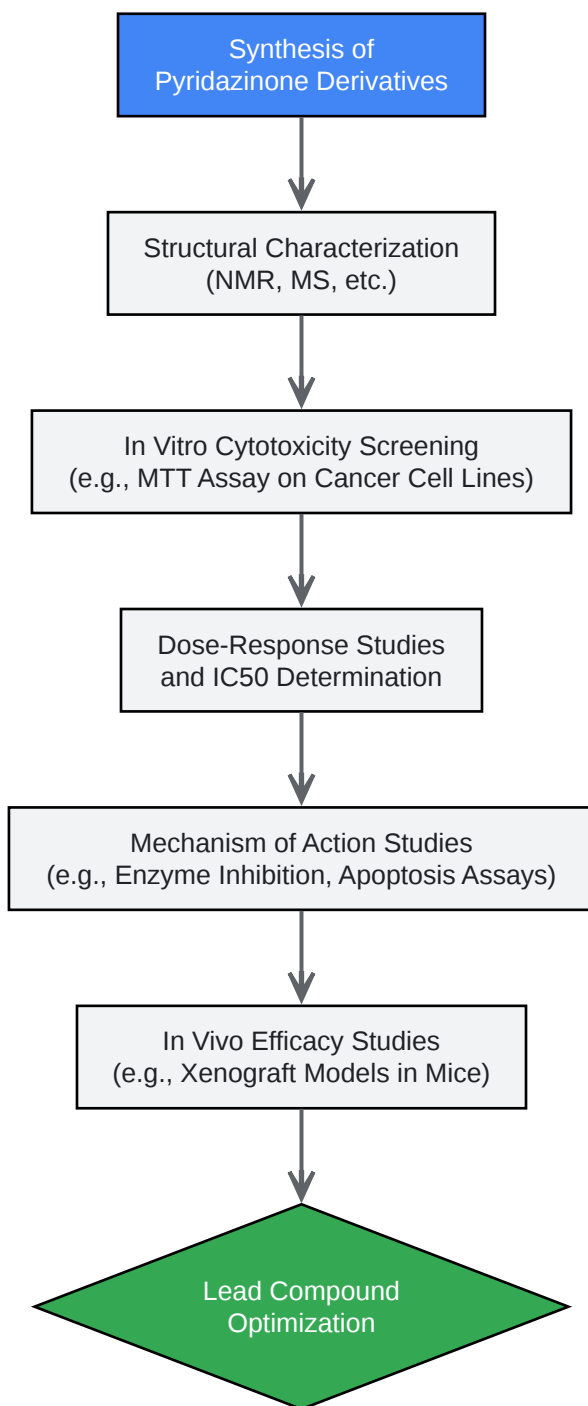 Synthesis of
Pyridazinone Derivatives
Structural Characterization
(NMR, MS, etc.)
In Vitro Cytotoxicity Screening
(e.g., MTT Assay on Cancer Cell Lines)
Dose-Response Studies
and IC50 Determination
Mechanism of Action Studies
(e.g., Enzyme Inhibition, Apoptosis Assays)
In Vivo Efficacy Studies
(e.g., Xenograft Models in Mice)
Lead Compound
Optimization